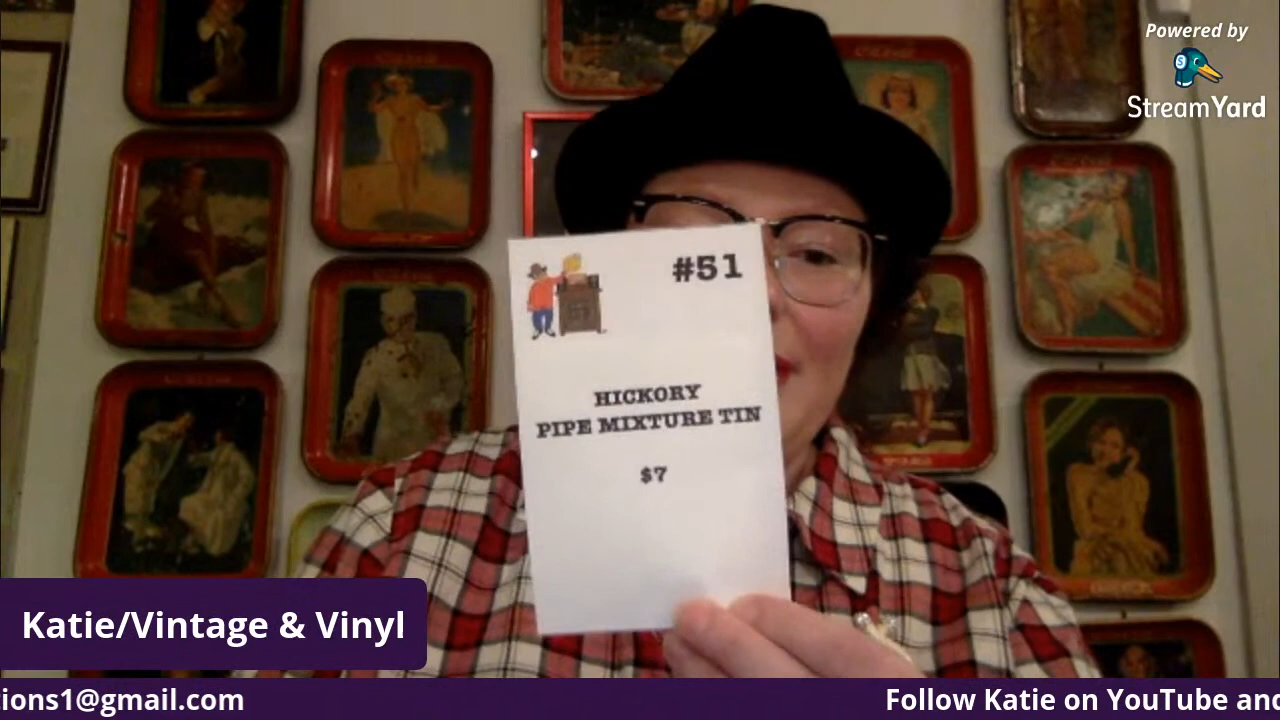 Powered by
StreamYard
#51
HICKORY
PIPE MIXTURE TIN
$7
Katie/Vintage & Vinyl
tions1@gmail.com
Follow Katie on YouTube and